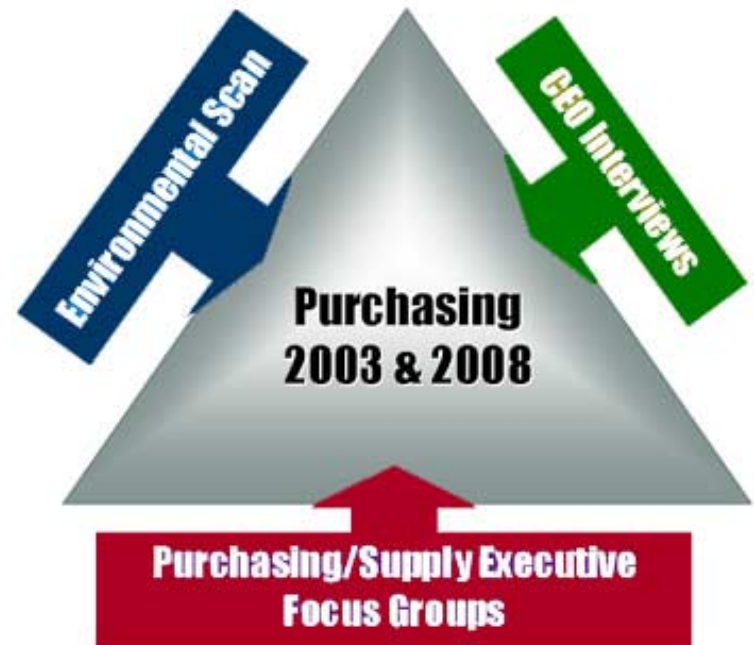 Environmental Scan
CEO Interviews
Purchasing
2003 & 2008
Purchasing/Supply Executive
Focus Groups